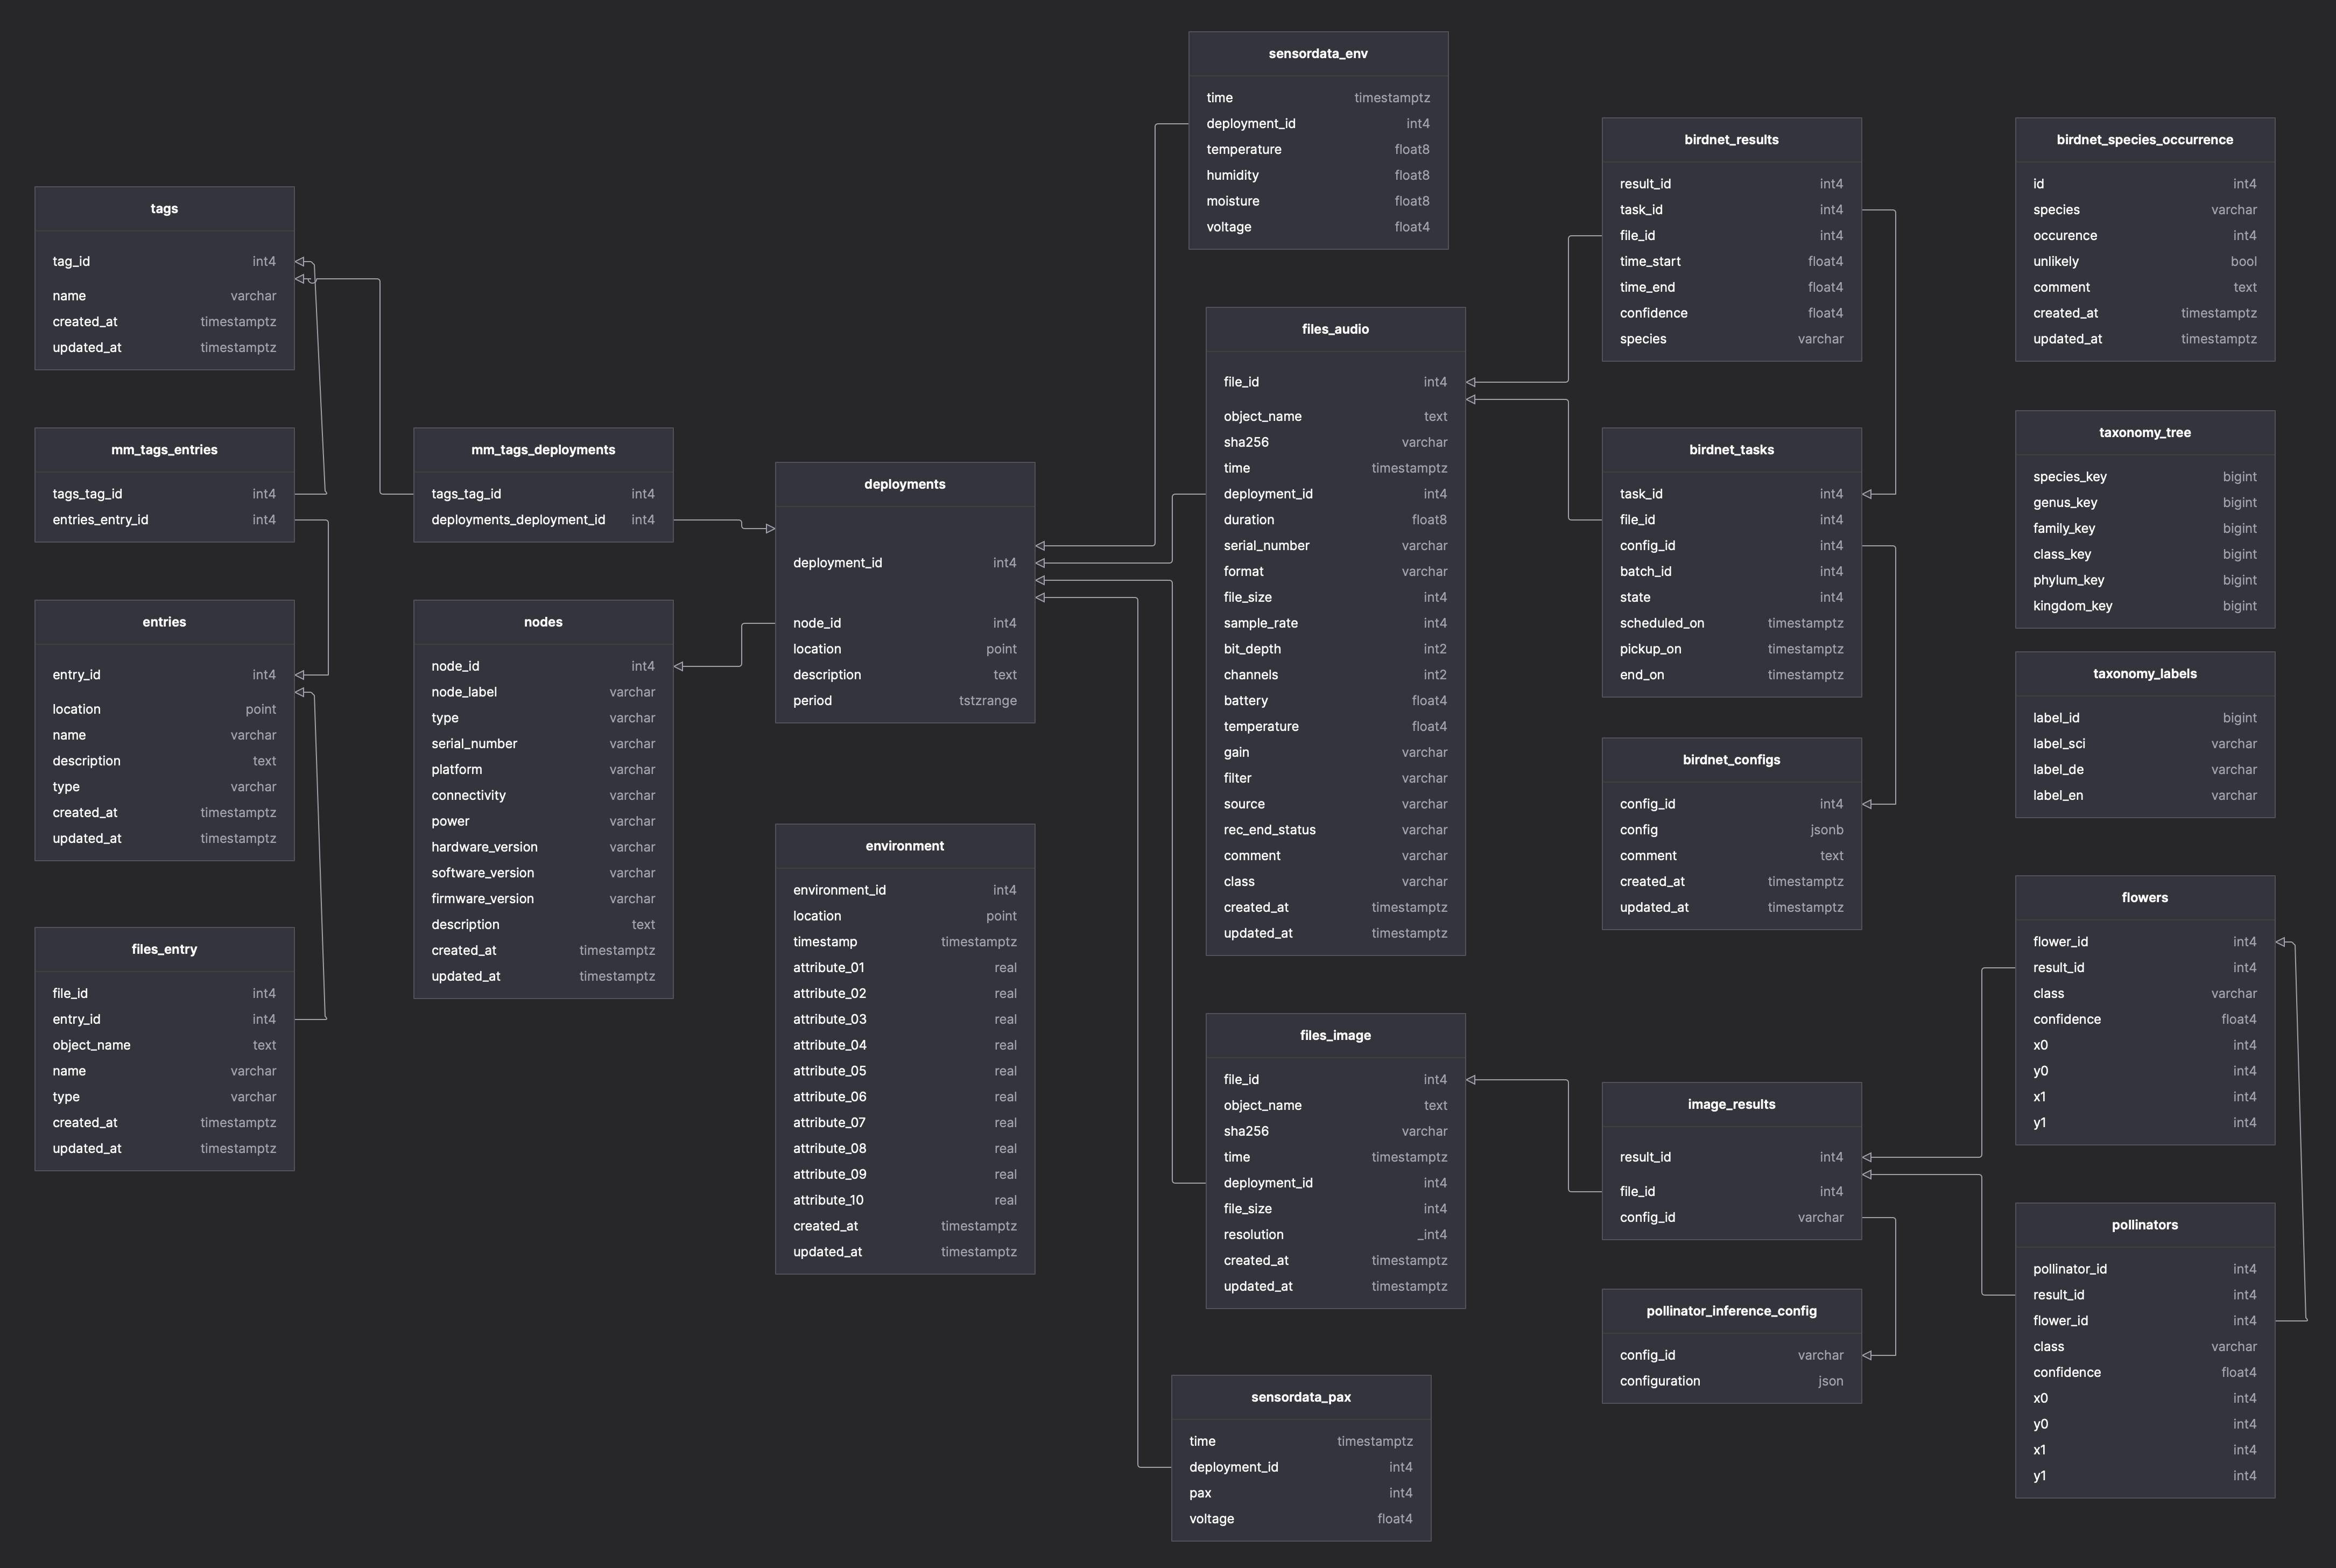 sensordata_env
time timestamptz
deployment_id int4
temperature float8
humidity float8
moisture float8
voltage float4
tags
tag_id int4
name varchar
created_at timestamptz
updated_at timestamptz
mm_tags_entries
tags_tag_id int4
entries_entry_id int4
entries
entry_id int4
location point
name varchar
description text
type varchar
created_at timestamptz
updated_at timestamptz
files_entry
file_id int4
entry_id int4
object_name text
name varchar
type varchar
created_at timestamptz
updated_at timestamptz
mm_tags_deployments
tags_tag_id int4
deployments_deployment_id int4
nodes
node_id int4
node_label varchar
type varchar
serial_number varchar
platform varchar
connectivity varchar
power varchar
hardware_version varchar
software_version varchar
firmware_version varchar
description text
created_at timestamptz
updated_at timestamptz
deployments
deployment_id int4
node_id int4
location point
description text
period tstzrange
environment
environment_id int4
location point
timestamp timestamptz
attribute_01 real
attribute_02 real
attribute_03 real
attribute_04 real
attribute_05 real
attribute_06 real
attribute_07 real
attribute_08 real
attribute_09 real
attribute_10 real
created_at timestamptz
updated_at timestamptz
files_audio
file_id int4
object_name text
sha256 varchar
time timestamptz
deployment_id int4
duration float8
serial_number varchar
format varchar
file_size int4
sample_rate int4
bit_depth int2
channels int2
battery float4
temperature float4
gain varchar
filter varchar
source varchar
rec_end_status varchar
comment varchar
class varchar
created_at timestamptz
updated_at timestamptz
files_image
file_id int4
object_name text
sha256 varchar
time timestamptz
deployment_id int4
file_size int4
resolution _int4
created_at timestamptz
updated_at timestamptz
sensordata_pax
time timestamptz
deployment_id int4
pax int4
voltage float4
birdnet_results
result_id int4
task_id int4
file_id int4
time_start float4
time_end float4
confidence float4
species varchar
birdnet_tasks
task_id int4
file_id int4
config_id int4
batch_id int4
state int4
scheduled_on timestamptz
pickup_on timestamptz
end_on timestamptz
birdnet_configs
config_id int4
config jsonb
comment text
created_at timestamptz
updated_at timestamptz
image_results
result_id int4
file_id int4
config_id varchar
pollinator_inference_config
config_id varchar
configuration json
birdnet_species_occurrence
id int4
species varchar
occurence int4
unlikely bool
comment text
created_at timestamptz
updated_at timestamptz
taxonomy_tree
species_key bigint
genus_key bigint
family_key bigint
class_key bigint
phylum_key bigint
kingdom_key bigint
taxonomy_labels
label_id bigint
label_sci varchar
label_de varchar
label_en varchar
flowers
flower_id int4
result_id int4
class varchar
confidence float4
x0 int4
y0 int4
x1 int4
y1 int4
pollinators
pollinator_id int4
result_id int4
flower_id int4
class varchar
confidence float4
x0 int4
y0 int4
x1 int4
y1 int4